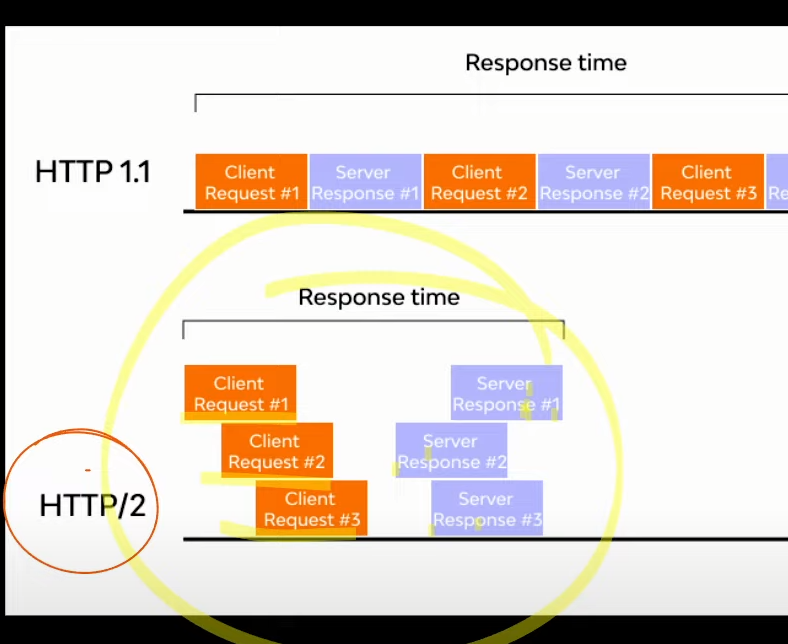 Response time
HTTP 1.1
Client
Request #1
Server
Response #1
Client
Request #2
Server
Response #2
Client
Request #3
Re
Response time
Client
Request #1
Server
Response #1
Client
Request #2
Server
Response #2
HTTP/2
Client
Request #3
Server
Response #3